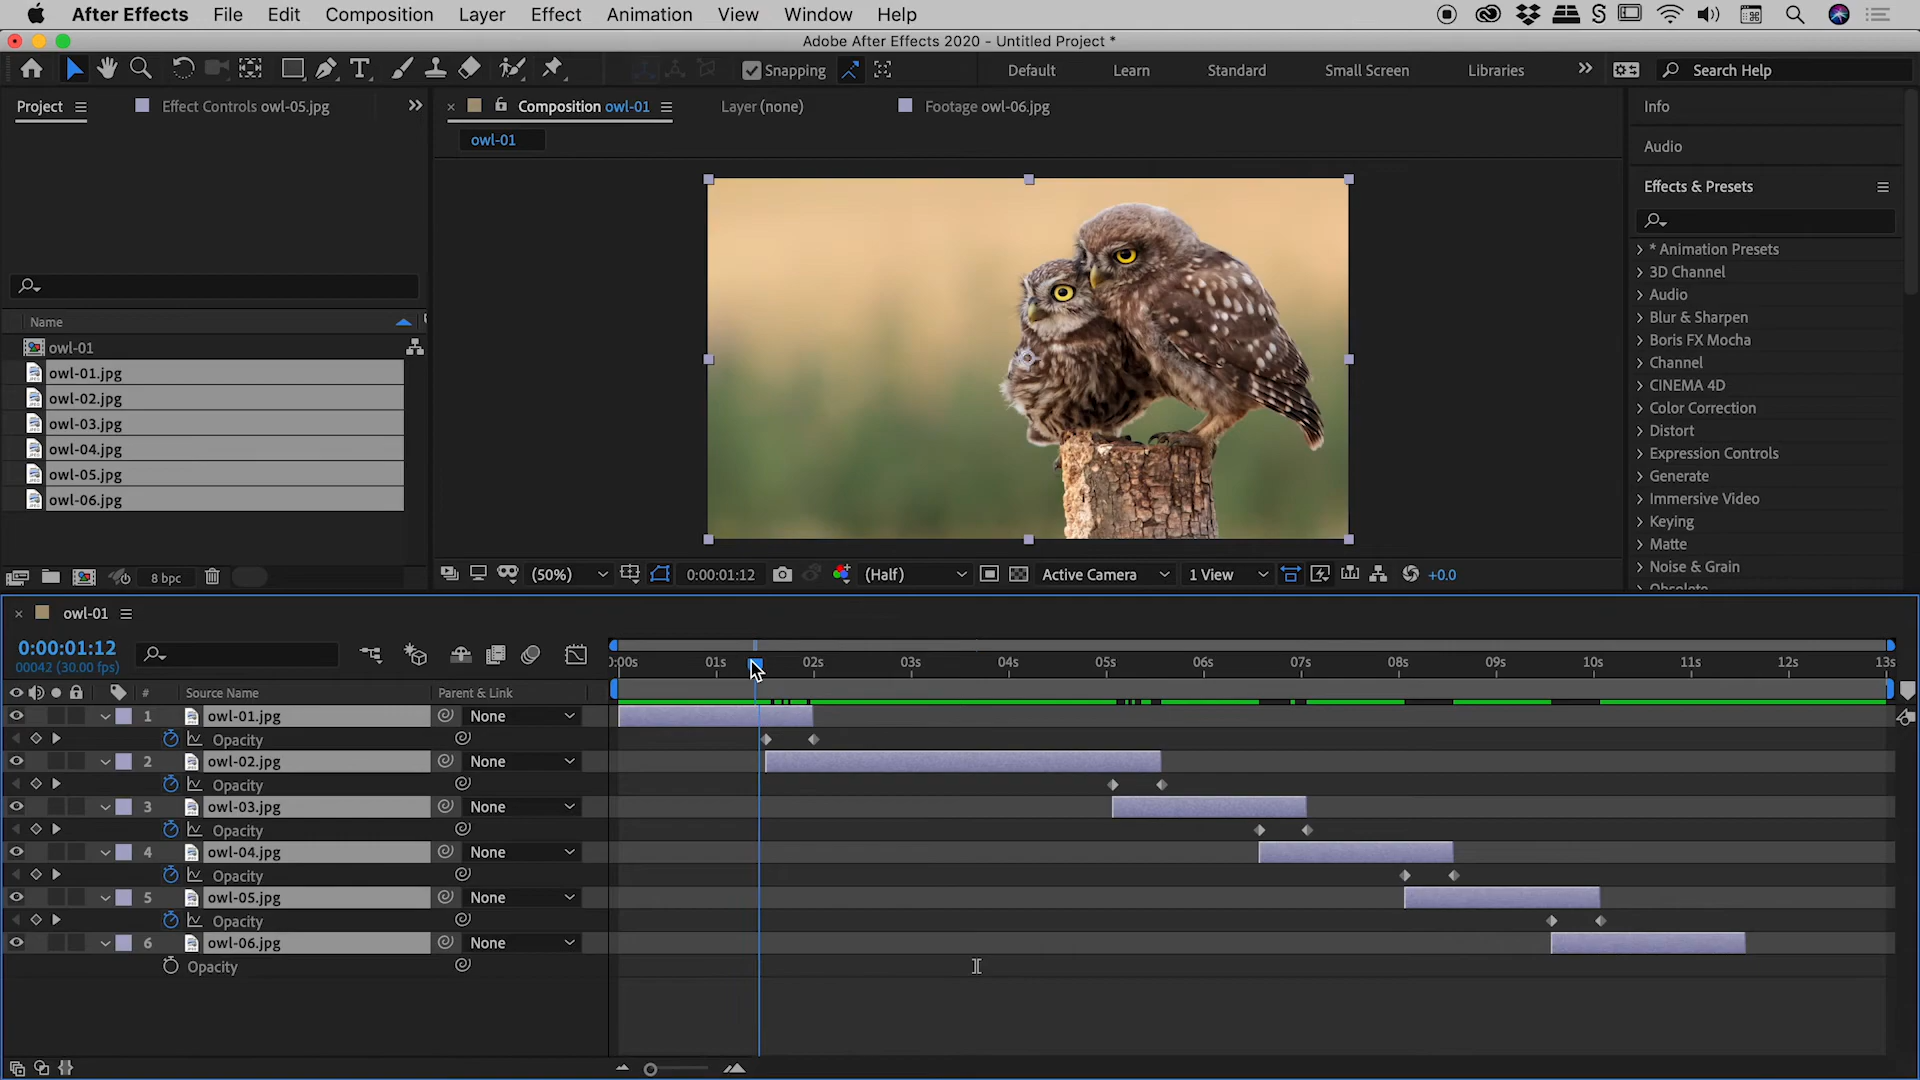 After Effects File Edit Composition Layer Effect Animation View Window Help
Adobe After Effects 2020 - Untitled Project *
Snapping Default Learn Standard Small Screen Libraries Search Help
Project Effect Controls owl-05.jpg
Composition owl-01 Layer (none) Footage owl-06.jpg
owl-01
Info
Audio
Effects & Presets
* Animation Presets
3D Channel
Audio
Blur & Sharpen
Boris FX Mocha
Channel
CINEMA 4D
Color Correction
Distort
Expression Controls
Generate
Immersive Video
Keying
Matte
Noise & Grain
Name
owl-01
owl-01.jpg
owl-02.jpg
owl-03.jpg
owl-04.jpg
owl-05.jpg
owl-06.jpg
8 bpc
(50%) 0:00:01:12 (Half) Active Camera 1 View +0.0
owl-01
0:00:01:12
00042 (30.00 fps)
:00s 01s 02s 03s 04s 05s 06s 07s 08s 09s 10s 11s 12s 13s
# Source Name Parent & Link
1 owl-01.jpg None
Opacity
2 owl-02.jpg None
Opacity
3 owl-03.jpg None
Opacity
4 owl-04.jpg None
Opacity
5 owl-05.jpg None
Opacity
6 owl-06.jpg None
Opacity